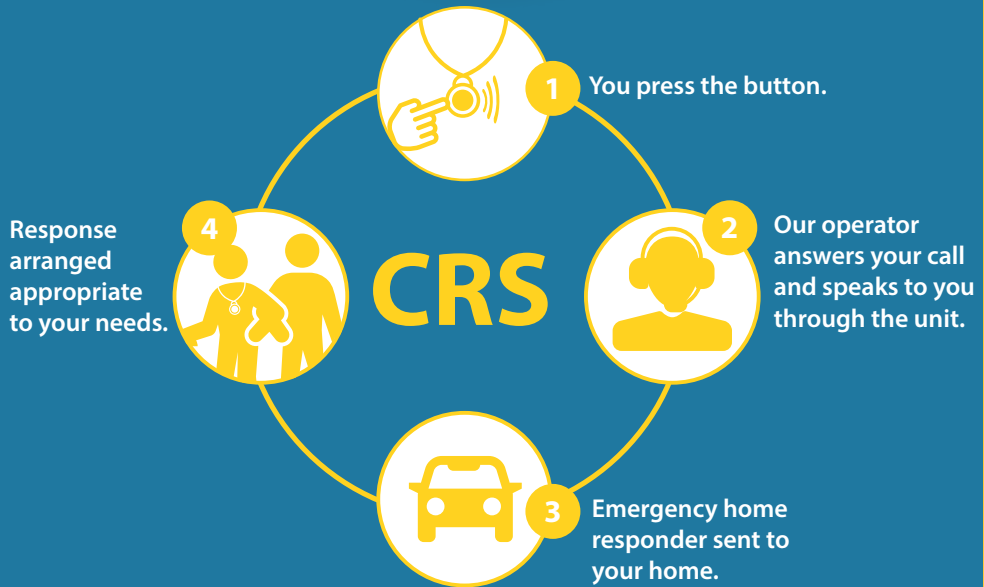 1
You press the button.
2
Our operator
answers your call
and speaks to you
through the unit.
3
Emergency home
responder sent to
your home.
4
Response
arranged
appropriate
to your needs.
CRS